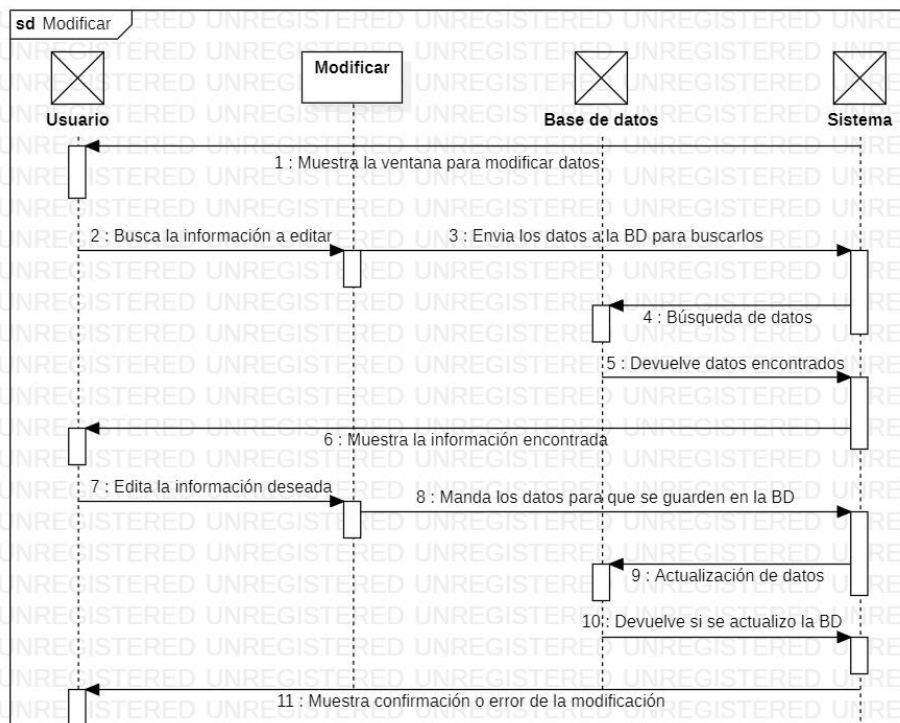 sd Modificar
Modificar
Usuario
Base de datos
Sistema
1 : Muestra la ventana para modificar datos
2 : Busca la información a editar
3 : Envia los datos a la BD para buscarlos
4 : Búsqueda de datos
5 : Devuelve datos encontrados
6 : Muestra la información encontrada
7 : Edita la información deseada
8 : Manda los datos para que se guarden en la BD
9 : Actualización de datos
10 : Devuelve si se actualizo la BD
11 : Muestra confirmación o error de la modificación
UNREGISTERED